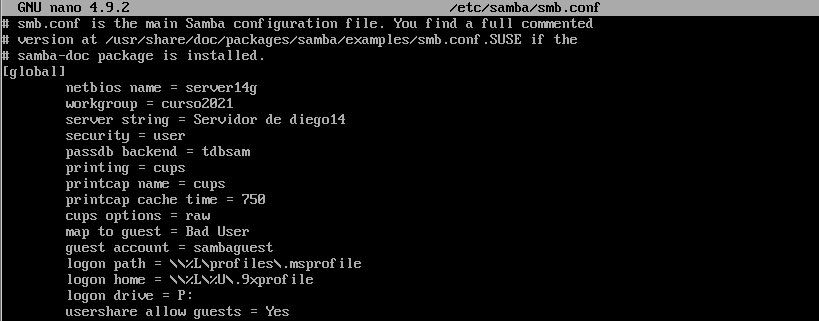 GNU nano 4.9.2 /etc/samba/smb.conf
# smb.conf is the main Samba configuration file. You find a full commented
# version at /usr/share/doc/packages/samba/examples/smb.conf.SUSE if the
# samba-doc package is installed.
[global]
netbios name = server14g
workgroup = curso2021
server string = Servidor de diego14
security = user
passdb backend = tdbsam
printing = cups
printcap name = cups
printcap cache time = 750
cups options = raw
map to guest = Bad User
guest account = sambaguest
logon path = \\%L\profiles\.msprofile
logon home = \\%L\%U\.9xprofile
logon drive = P:
usershare allow guests = Yes